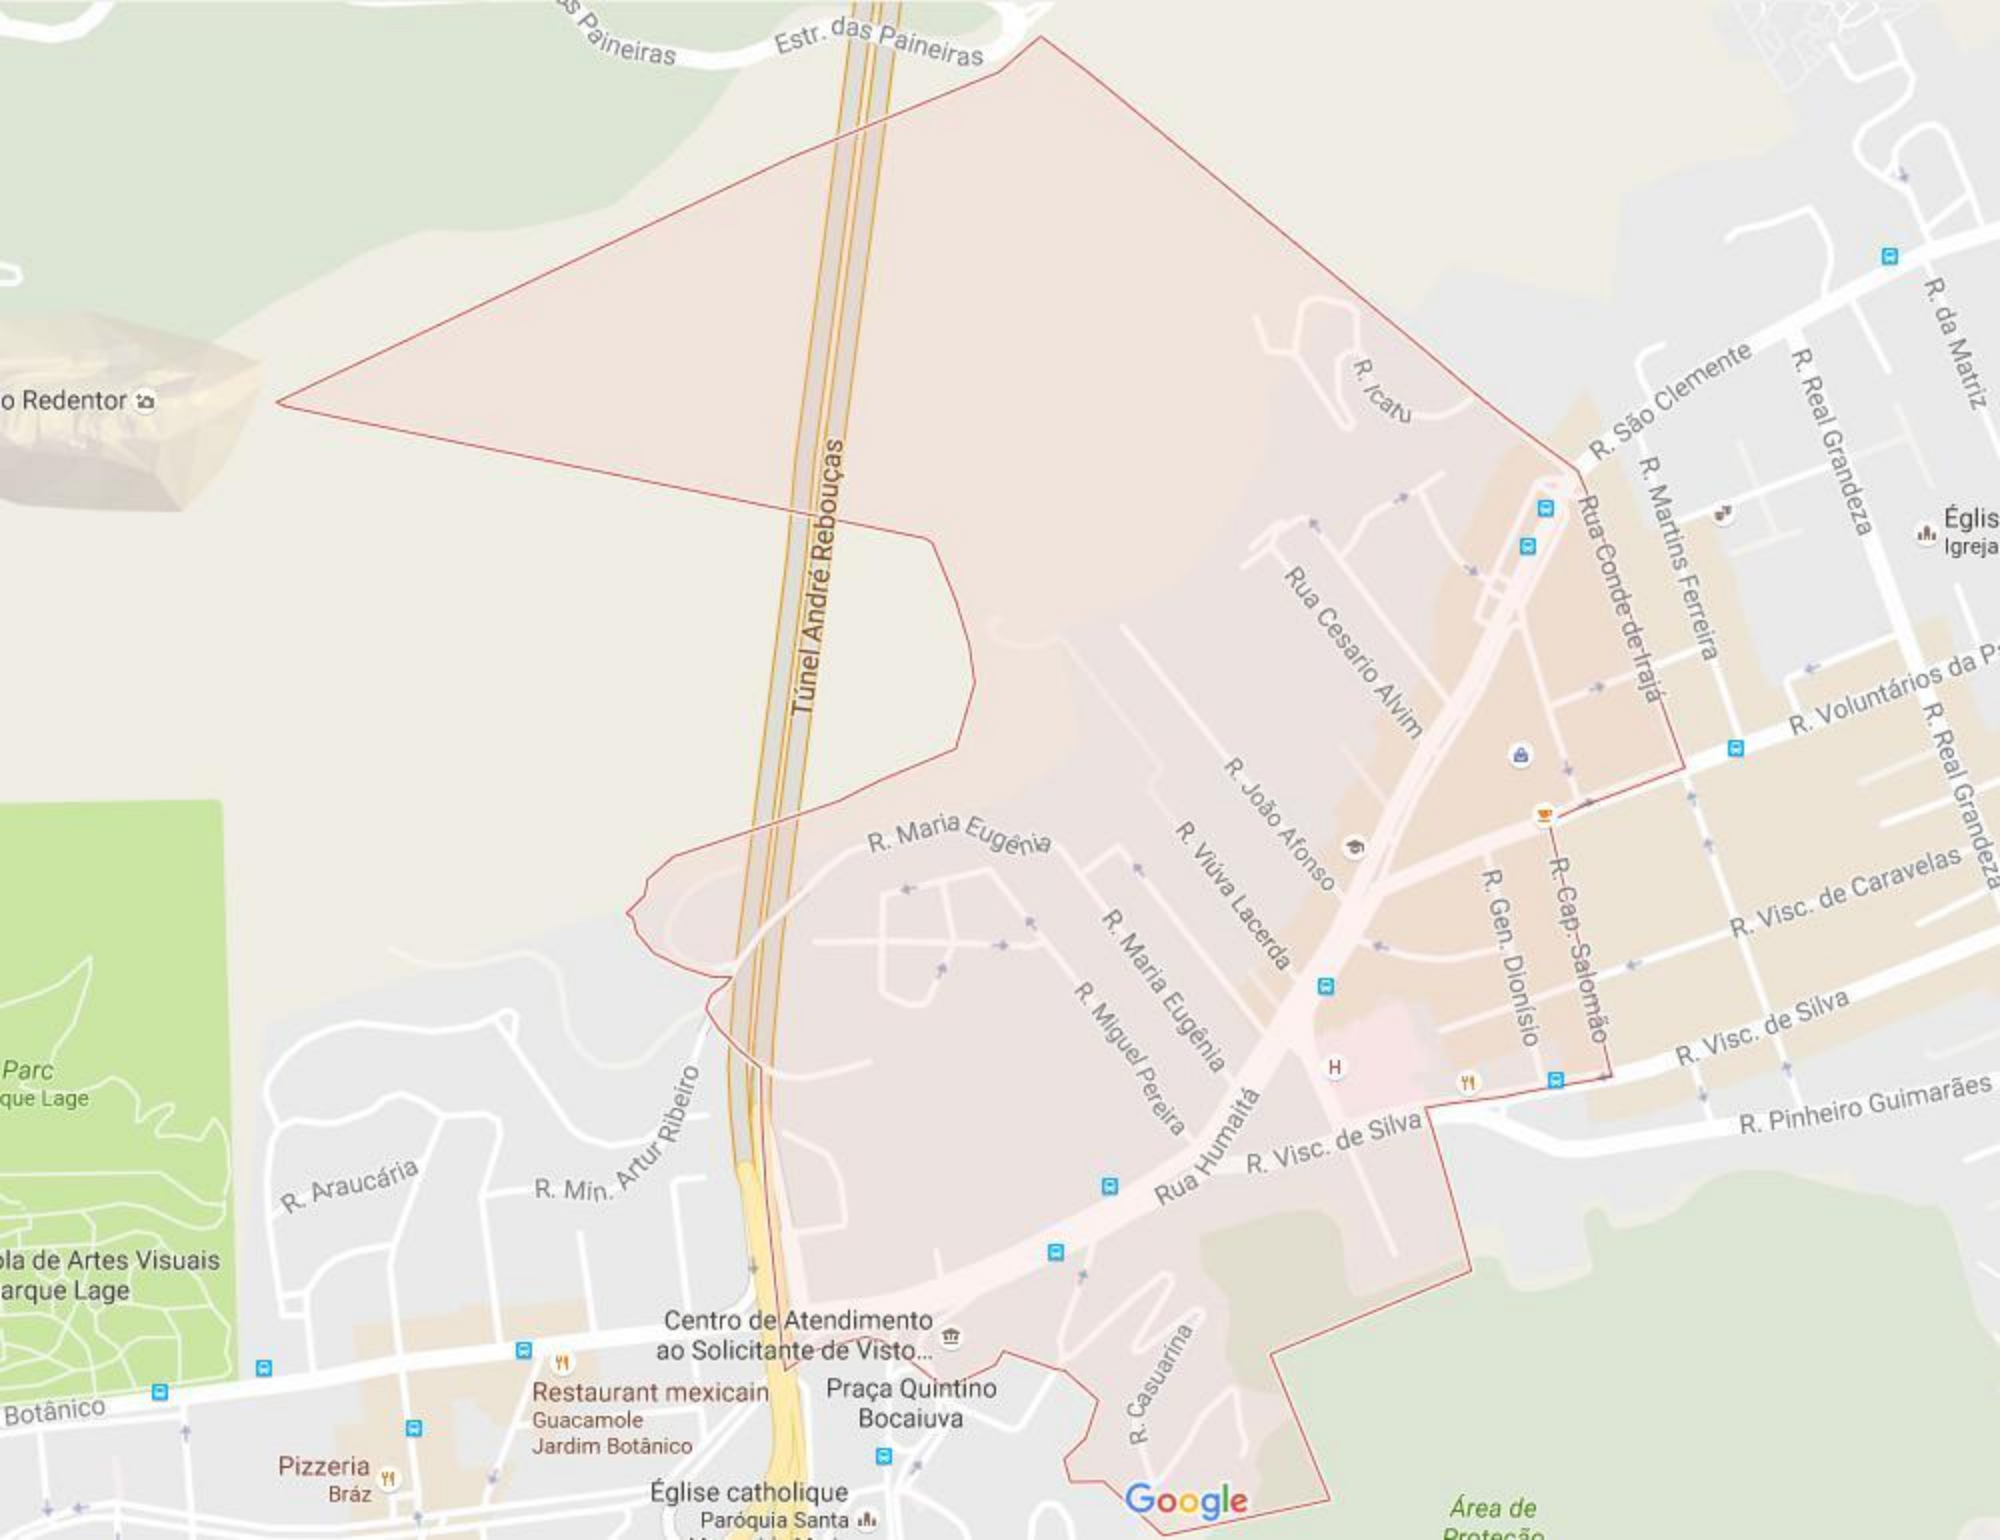 Paineiras
Estr. das Paineiras
R. da Matriz
R. São Clemente
R. Real Grandeza
R. Icatu
o Redentor
Túnel André Rebouças
R. Martins Ferreira
Rua Conde de Irajá
Églis
Igreja
Rua Cesario Alvim
R. Voluntários da P
R. Real Grandeza
R. João Afonso
R. Maria Eugênia
R. Viúva Lacerda
R. Gen. Dionísio
R. Cap. Salomão
R. Visc. de Caravelas
R. Maria Eugênia
R. Miguel Pereira
R. Visc. de Silva
H
Parc
que Lage
R. Pinheiro Guimarães
R. Visc. de Silva
Rua Humaitá
R. Araucária
R. Min. Artur Ribeiro
ola de Artes Visuais
arque Lage
Centro de Atendimento
ao Solicitante de Visto...
Praça Quintino
Bocaiuva
R. Casuarina
Restaurant mexicain
Guacamole
Jardim Botânico
Botânico
Pizzeria
Bráz
Église catholique
Paróquia Santa
Google
Área de
Proteção